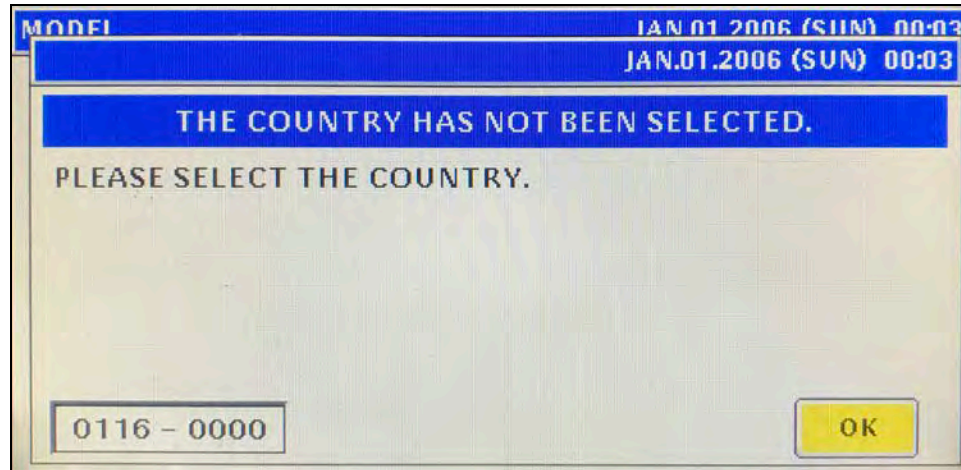 MODEL JAN.01.2006 (SUN) 00:03
JAN.01.2006 (SUN) 00:03
THE COUNTRY HAS NOT BEEN SELECTED.
PLEASE SELECT THE COUNTRY.
0116 - 0000
OK